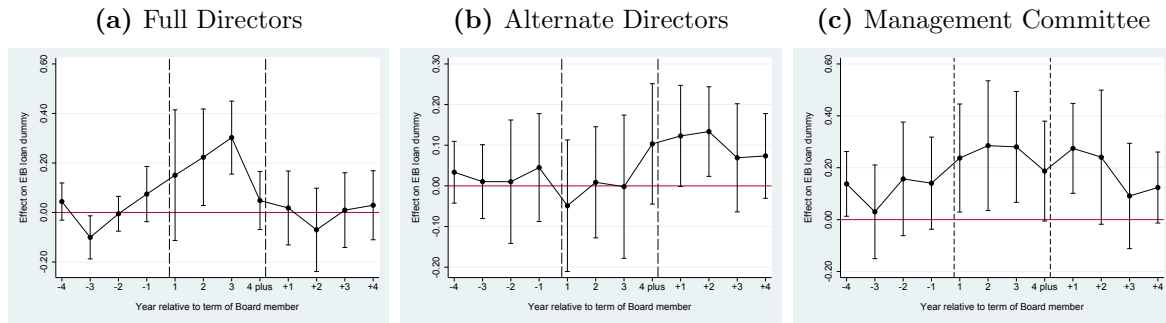 (a) Full Directors
Effect on EIB loan dummy
0.60
0.40
0.20
0.00
-0.20
-4 -3 -2 -1 1 2 3 4 plus +1 +2 +3 +4
Year relative to term of Board member
(b) Alternate Directors
Effect on EIB loan dummy
0.30
0.20
0.10
0.00
-0.10
-0.20
-4 -3 -2 -1 1 2 3 4 plus +1 +2 +3 +4
Year relative to term of Board member
(c) Management Committee
Effect on EIB loan dummy
0.60
0.40
0.20
0.00
-0.20
-4 -3 -2 -1 1 2 3 4 plus +1 +2 +3 +4
Year relative to term of Board member